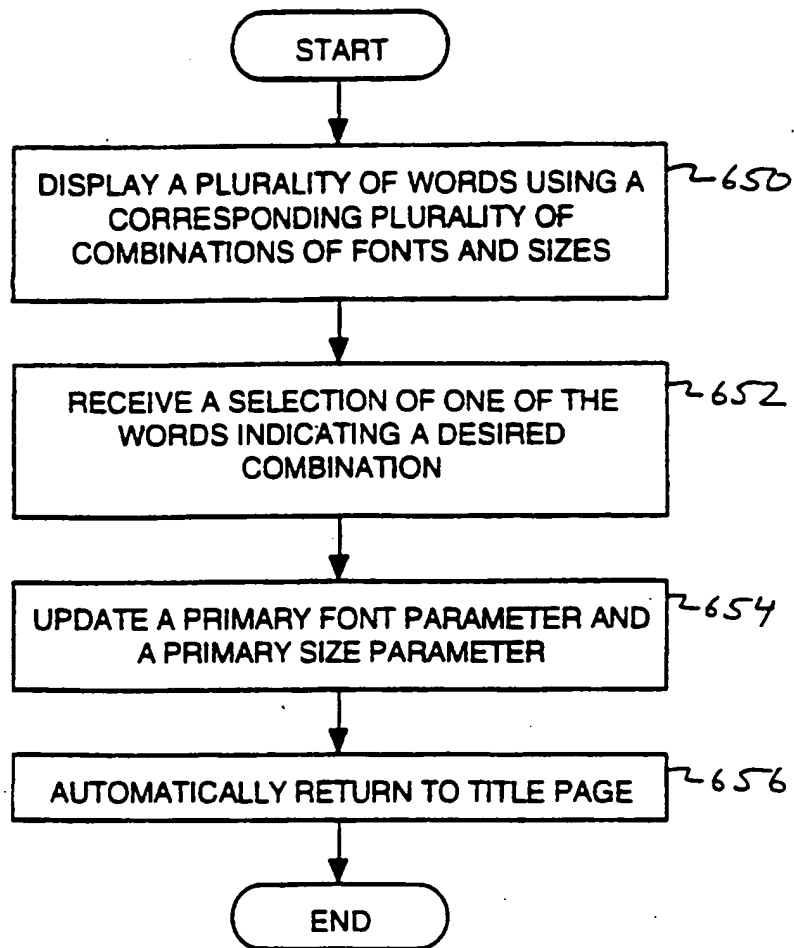 START
DISPLAY A PLURALITY OF WORDS USING A
CORRESPONDING PLURALITY OF
COMBINATIONS OF FONTS AND SIZES
650
RECEIVE A SELECTION OF ONE OF THE
WORDS INDICATING A DESIRED
COMBINATION
652
UPDATE A PRIMARY FONT PARAMETER AND
A PRIMARY SIZE PARAMETER
654
AUTOMATICALLY RETURN TO TITLE PAGE
656
END